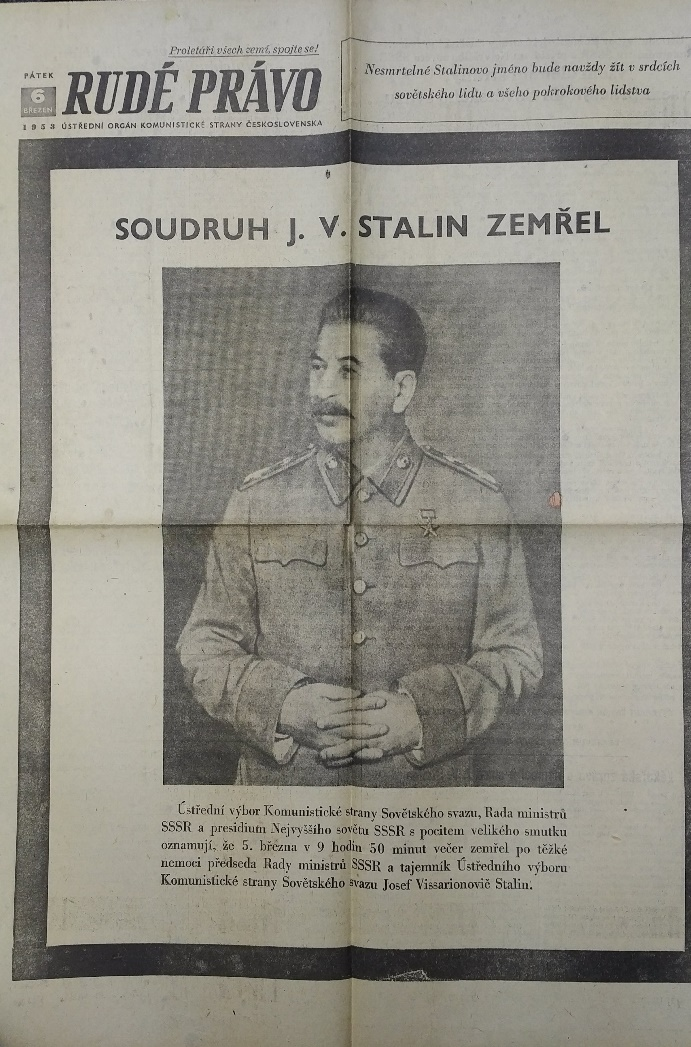 Proletáři všech zemí, spojte se!
PÁTEK
6
BŘEZEN
1953
RUDÉ PRÁVO
ÚSTŘEDNÍ ORGÁN KOMUNISTICKÉ STRANY ČESKOSLOVENSKA
Nesmrtelné Stalinovo jméno bude navždy žít v srdcích
sovětského lidu a všeho pokrokového lidstva
SOUDRUH J. V. STALIN ZEMŘEL
Ústřední výbor Komunistické strany Sovětského svazu, Rada ministrů
SSSR a presidium Nejvyššího sovětu SSSR s pocitem velikého smutku
oznamují, že 5. března v 9 hodin 50 minut večer zemřel po těžké
nemoci předseda Rady ministrů SSSR a tajemník Ústředního výboru
Komunistické strany Sovětského svazu Josef Vissarionovič Stalin.